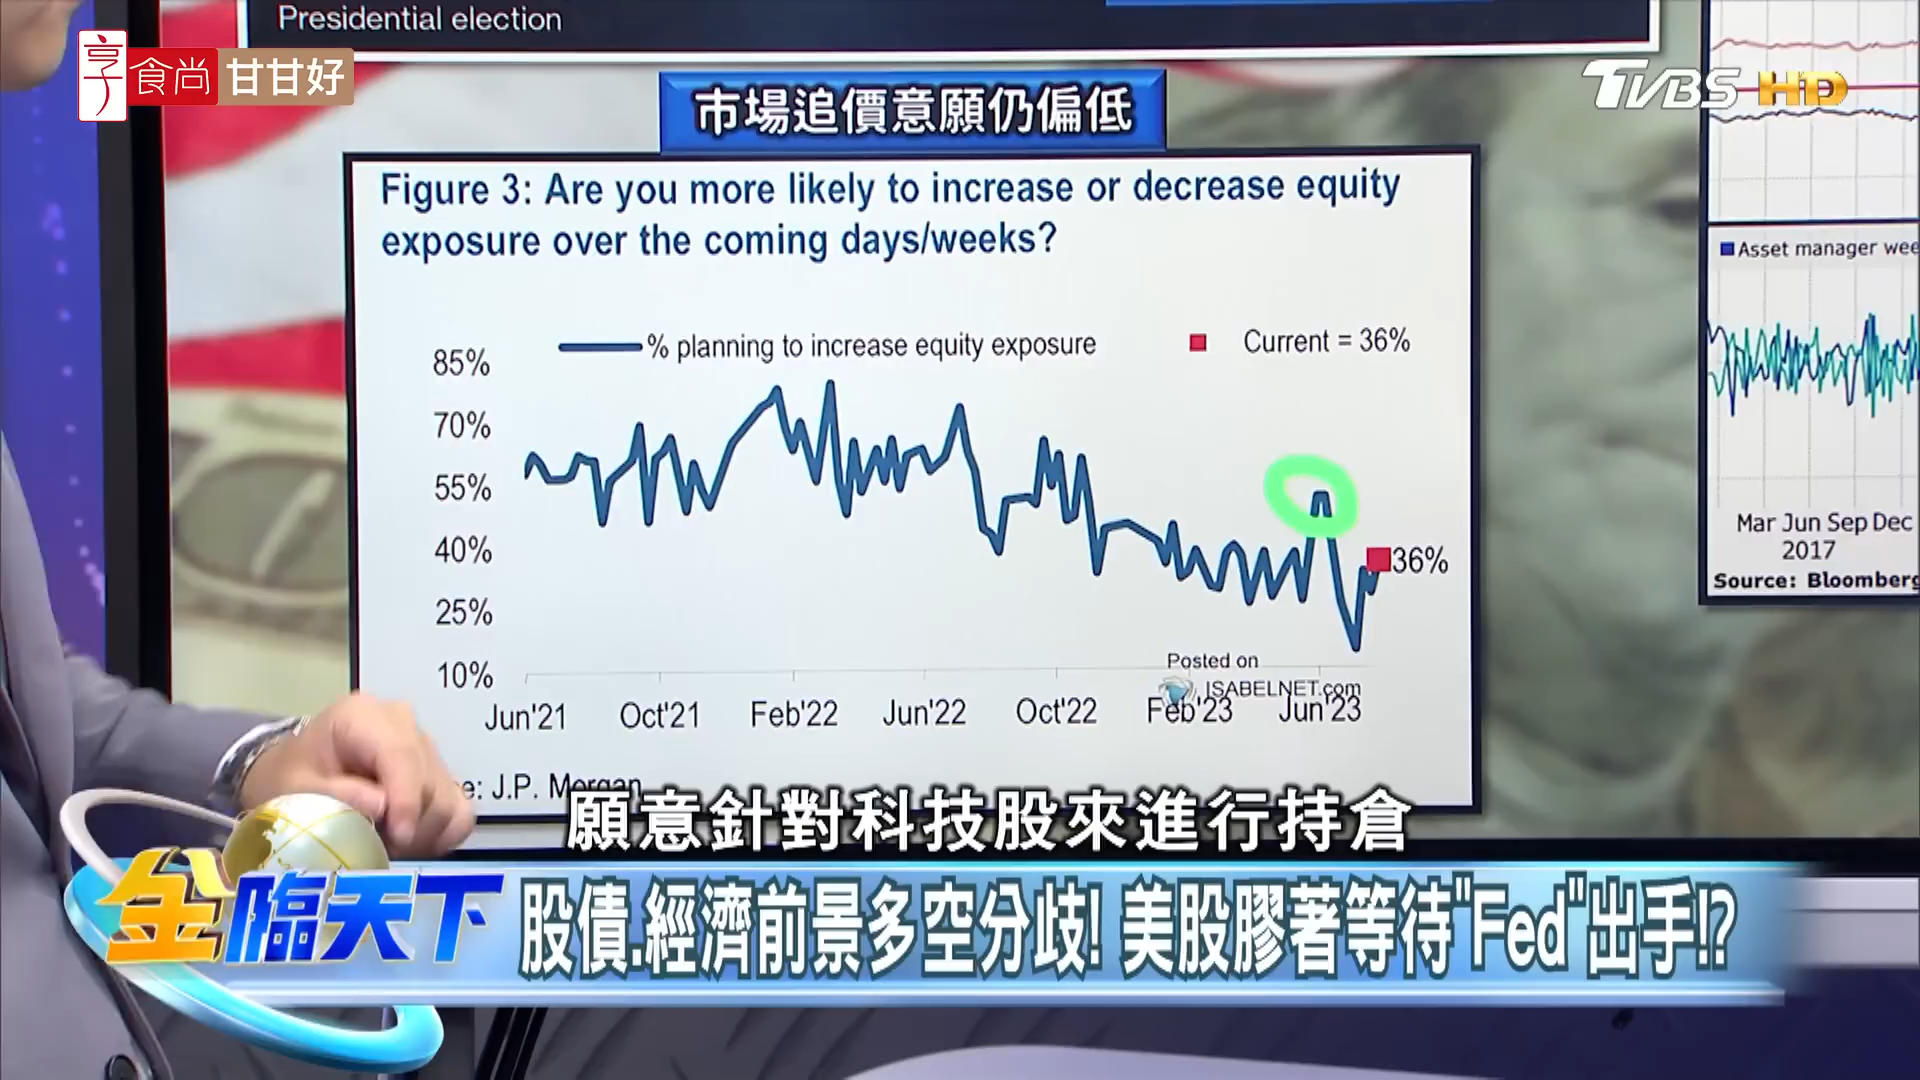 Presidential election
享 食尚 甘甘好
TVBS HD
市場追價意願仍偏低
Figure 3: Are you more likely to increase or decrease equity
exposure over the coming days/weeks?
% planning to increase equity exposure
Current = 36%
85%
70%
55%
40%
25%
10%
36%
Posted on
ISABELNET.com
Jun'21 Oct'21 Feb'22 Jun'22 Oct'22 Feb'23 Jun'23
e: J.P. Morgan
Asset manager wee
Mar Jun Sep Dec
2017
Source: Bloomberg
願意針對科技股來進行持倉
金臨天下
股債.經濟前景多空分歧! 美股膠著等待"Fed"出手!?